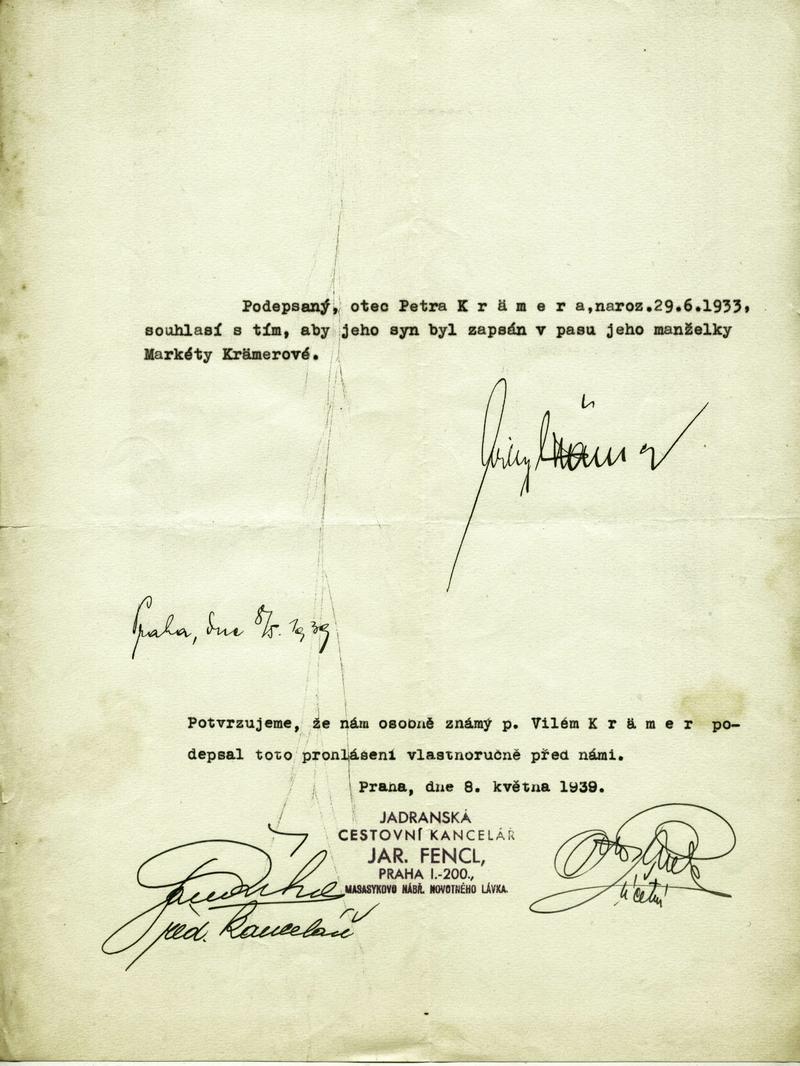 Podepsaný, otec Petra K r ä m e r a,naroz.29.6.1933,
souhlasí s tím, aby jeho syn byl zapsán v pasu jeho manželky
Markéty Krämerové.
Praha, dne 8/5. 1939
Potvrzujeme, že nám osobně známý p. Vilém K r ä m e r po-
depsal toto prohlášení vlastnoručně před námi.
Praha, dne 8. května 1939.
JADRANSKÁ
CESTOVNÍ KANCELÁŘ
JAR. FENCL,
PRAHA I.-200.,
MASASYKOVO NÁBŘ. NOVOTNÉHO LÁVKA.
řed. kanceláře
účetní